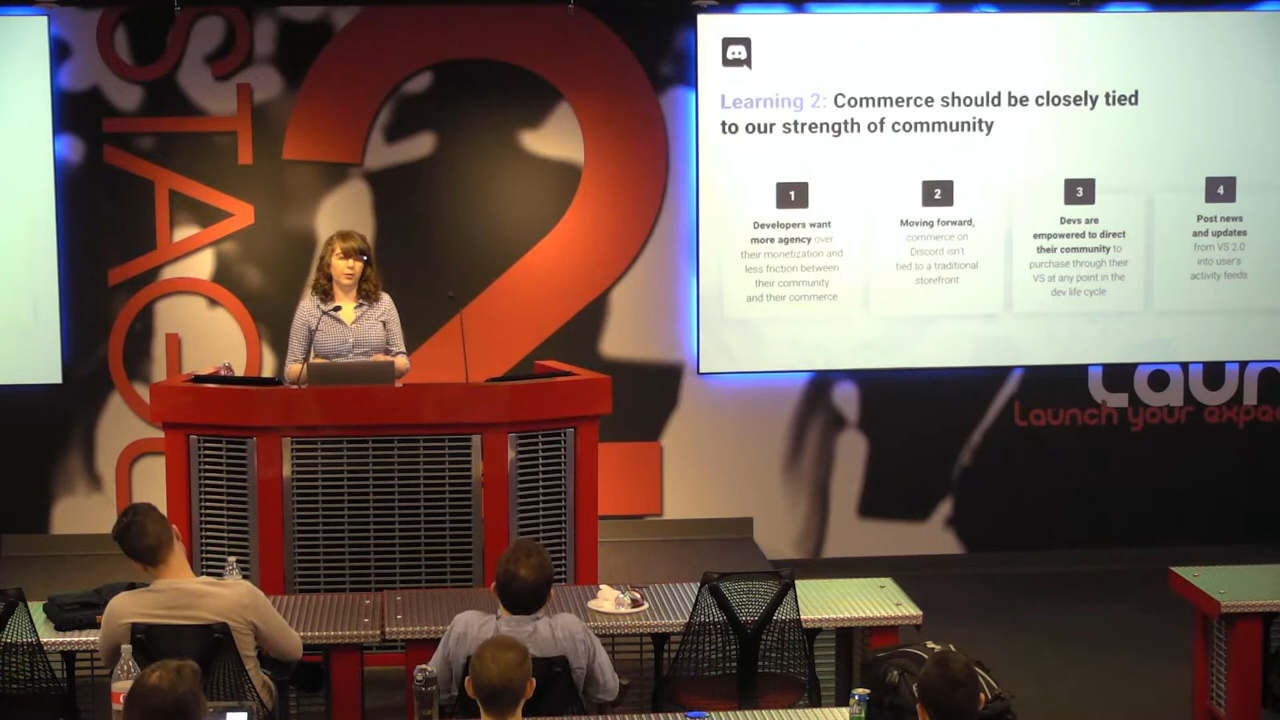 STAGE
2
Learning 2: Commerce should be closely tied
to our strength of community
1
Developers want
more agency over
their monetization and
less friction between
their community
and their commerce
2
Moving forward,
commerce on
Discord isn't
tied to a traditional
storefront
3
Devs are
empowered to direct
their community to
purchase through their
VS at any point in the
dev life cycle
4
Post news
and updates
from VS 2.0
into user's
activity feeds
Laun
Launch your expe